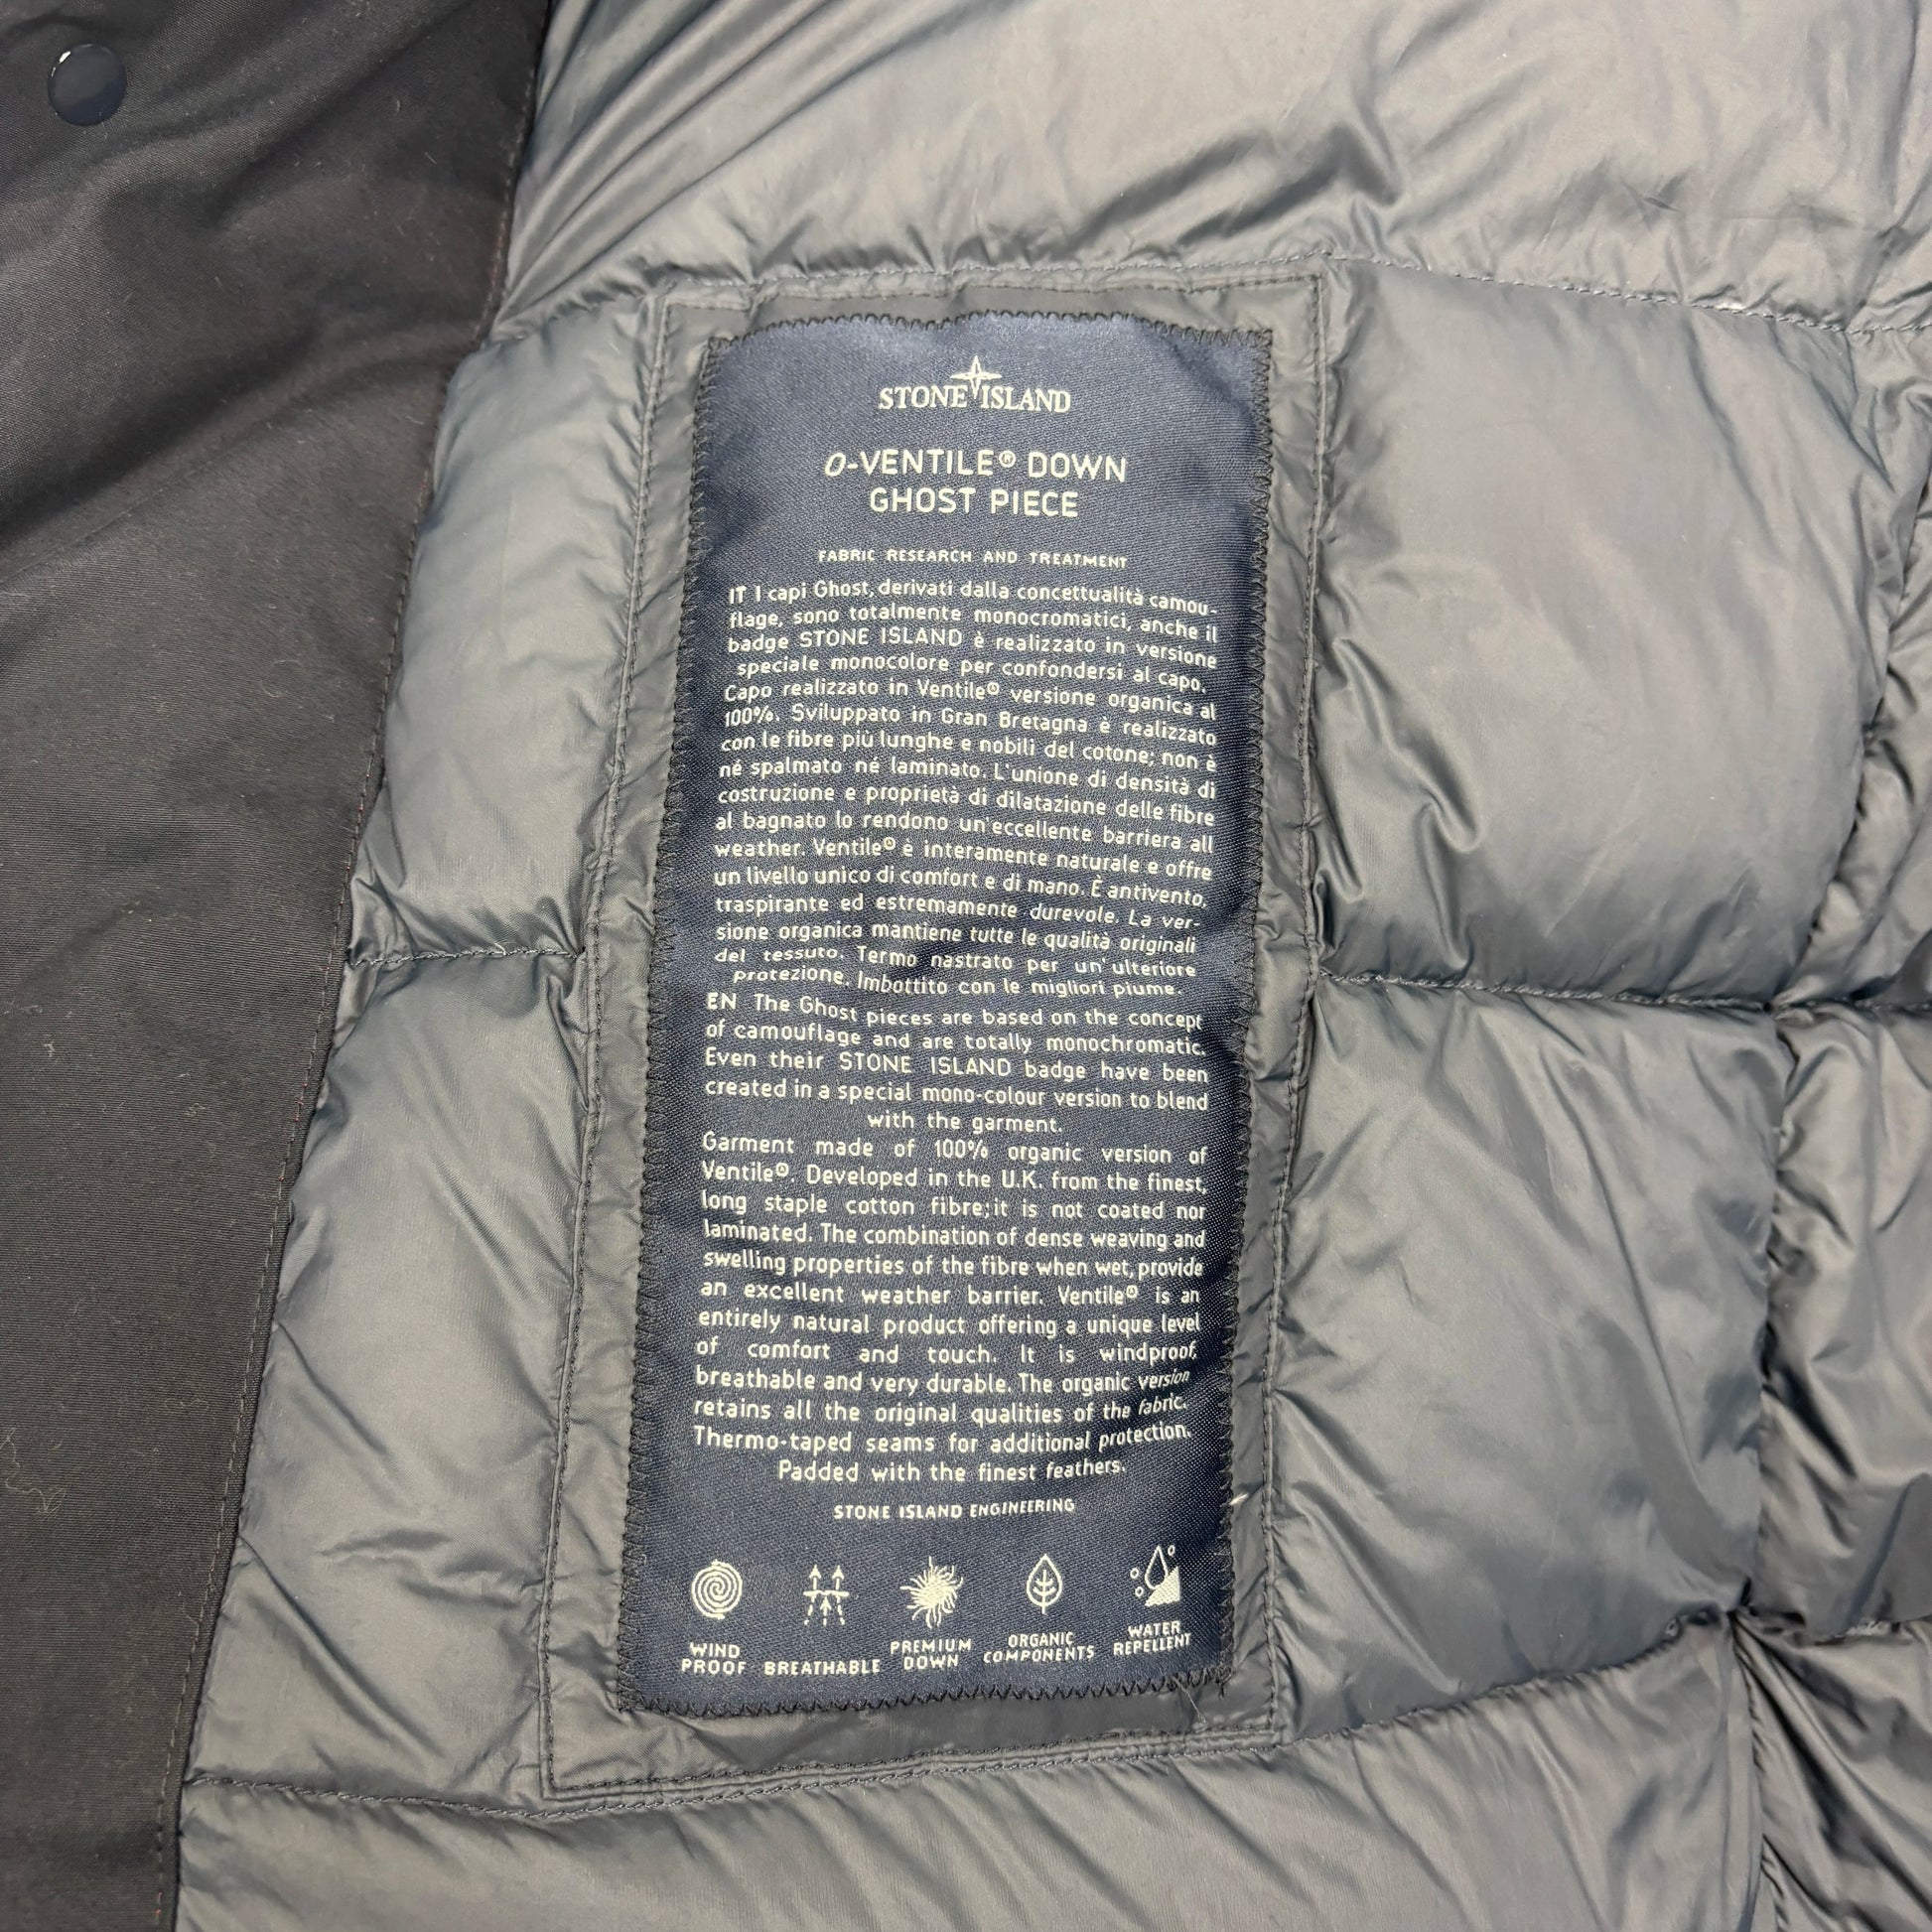 STONE ISLAND
O-VENTILE® DOWN
GHOST PIECE
FABRIC RESEARCH AND TREATMENT
IT I capi Ghost, derivati dalla concettualità camou-
flage, sono totalmente monocromatici, anche il
badge STONE ISLAND è realizzato in versione
speciale monocolore per confondersi al capo.
Capo realizzato in Ventile® versione organica al
100%. Sviluppato in Gran Bretagna è realizzato
con le fibre più lunghe e nobili del cotone; non è
né spalmato né laminato. L'unione di densità di
costruzione e proprietà di dilatazione delle fibre
al bagnato lo rendono un'eccellente barriera all
weather. Ventile® è interamente naturale e offre
un livello unico di comfort e di mano. È antivento,
traspirante ed estremamente durevole. La ver-
sione organica mantiene tutte le qualità originali
del tessuto. Termo nastrato per un'ulteriore
protezione. Imbottito con le migliori piume.
EN The Ghost pieces are based on the concept
of camouflage and are totally monochromatic.
Even their STONE ISLAND badge have been
created in a special mono-colour version to blend
with the garment.
Garment made of 100% organic version of
Ventile®. Developed in the U.K. from the finest,
long staple cotton fibre;it is not coated nor
laminated. The combination of dense weaving and
swelling properties of the fibre when wet, provide
an excellent weather barrier. Ventile® is an
entirely natural product offering a unique level
of comfort and touch. It is windproof,
breathable and very durable. The organic version
retains all the original qualities of the fabric.
Thermo-taped seams for additional protection.
Padded with the finest feathers.
STONE ISLAND ENGINEERING
WIND
PROOF
BREATHABLE
PREMIUM
DOWN
ORGANIC
COMPONENTS
WATER
REPELLENT